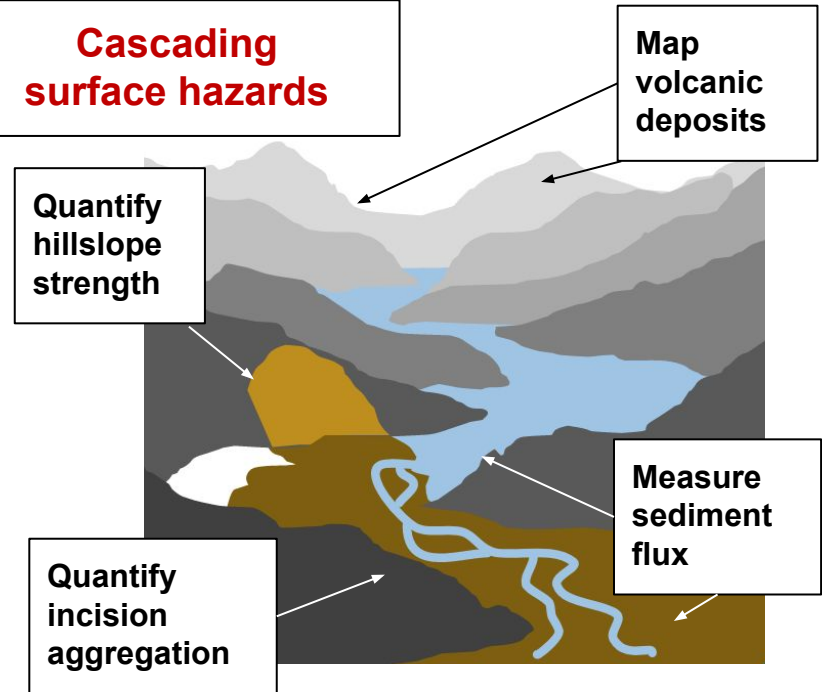 Cascading
surface hazards
Map
volcanic
deposits
Quantify
hillslope
strength
Measure
sediment
flux
Quantify
incision
aggregation